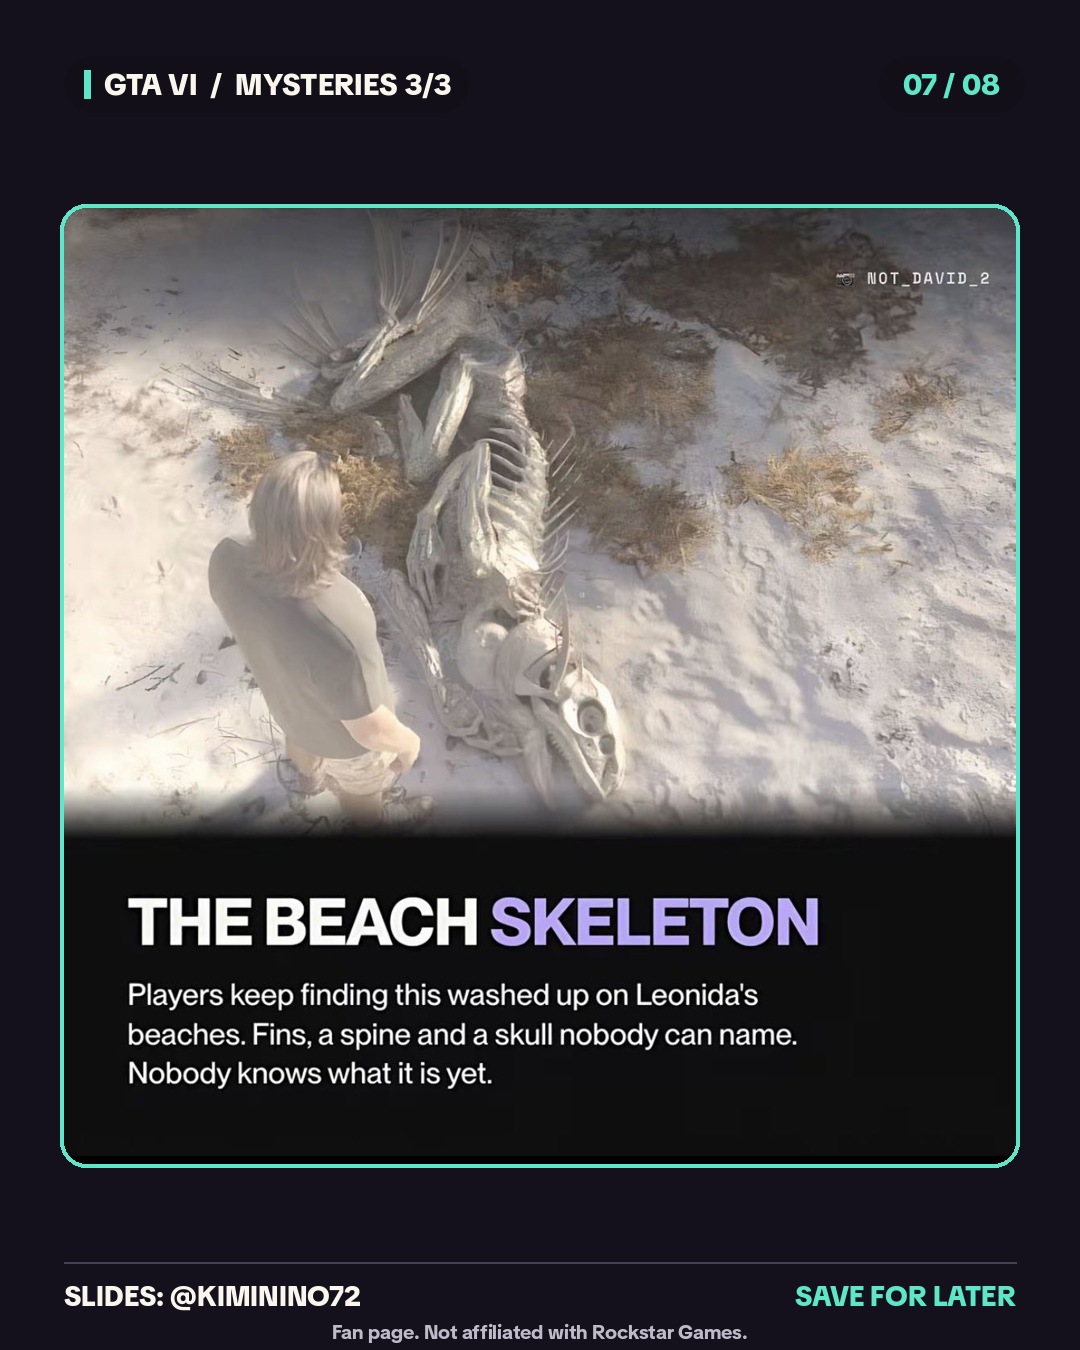 GTA VI / MYSTERIES 3/3
07 / 08
NOT_DAVID_2
THE BEACH SKELETON
Players keep finding this washed up on Leonida's
beaches. Fins, a spine and a skull nobody can name.
Nobody knows what it is yet.
SLIDES: @KIMININO72
SAVE FOR LATER
Fan page. Not affiliated with Rockstar Games.